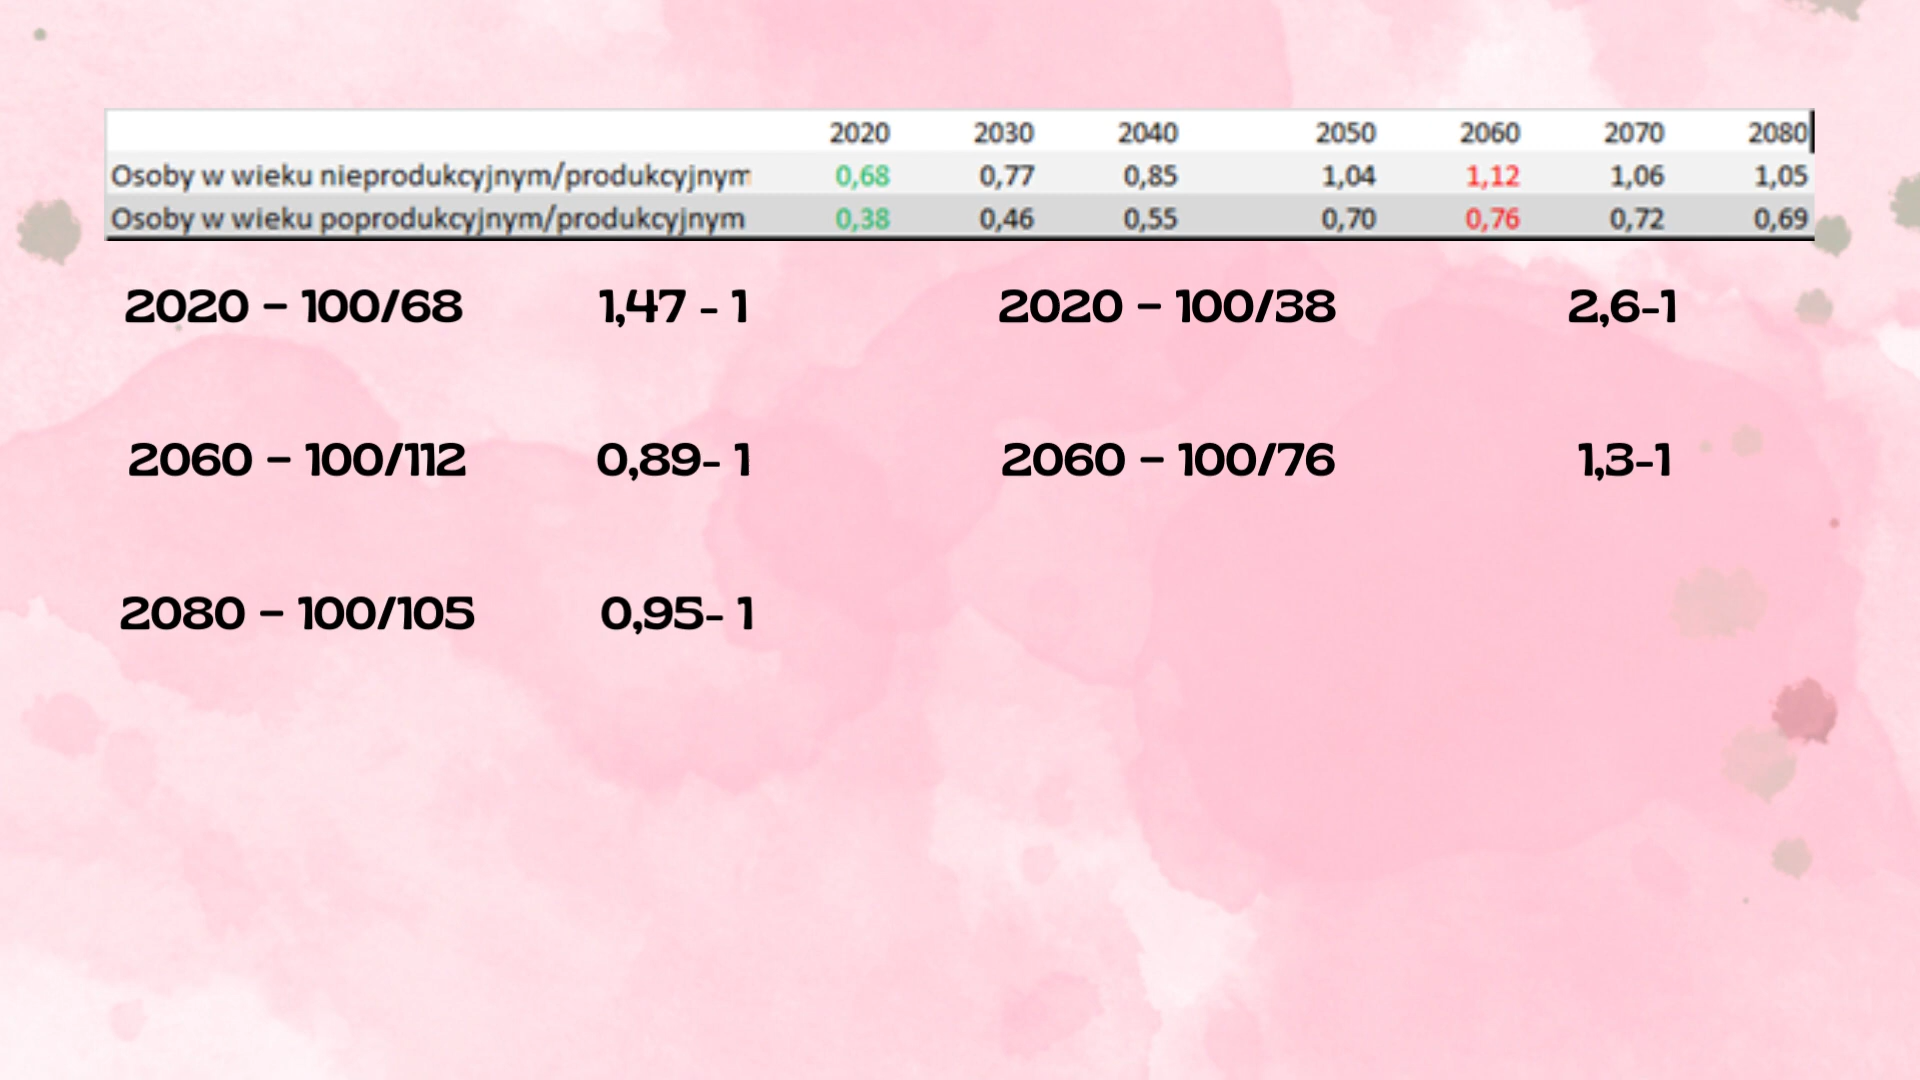 2020 2030 2040 2050 2060 2070 2080
Osoby w wieku nieprodukcyjnym/produkcyjnym 0,68 0,77 0,85 1,04 1,12 1,06 1,05
Osoby w wieku poprodukcyjnym/produkcyjnym 0,38 0,46 0,55 0,70 0,76 0,72 0,69
2020 – 100/68 1,47 - 1 2020 – 100/38 2,6-1
2060 – 100/112 0,89- 1 2060 – 100/76 1,3-1
2080 – 100/105 0,95- 1